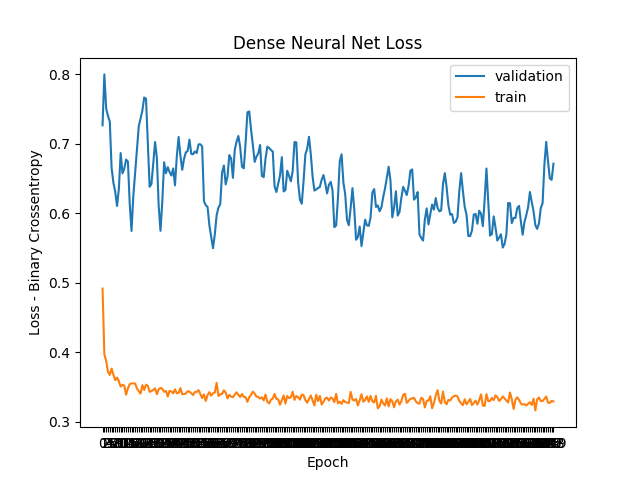 Dense Neural Net Loss
validation
train
0.8
0.7
0.6
0.5
0.4
0.3
Loss - Binary Crossentropy
Epoch